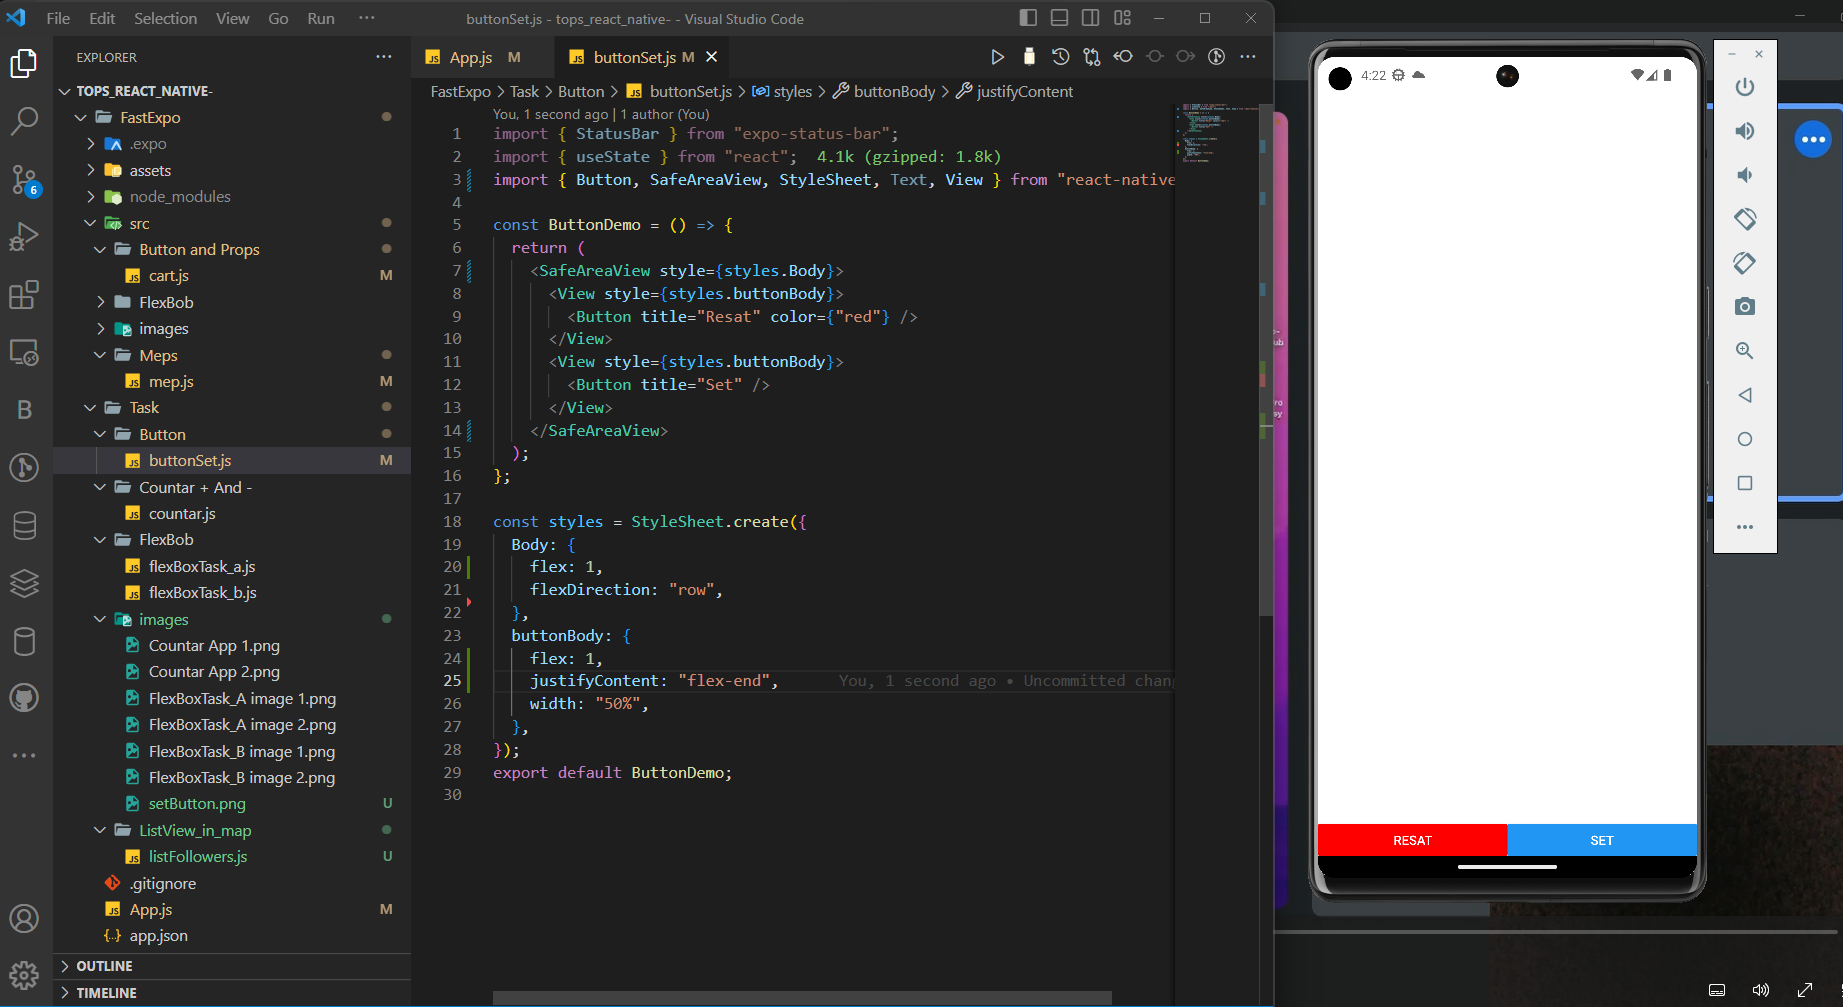 File Edit Selection View Go Run ··· buttonSet.js - tops_react_native- - Visual Studio Code
EXPLORER ···
TOPS_REACT_NATIVE-
FastExpo
.expo
assets
node_modules
src
Button and Props
cart.js M
FlexBob
images
Meps
mep.js M
Task
Button
buttonSet.js M
Countar + And -
countar.js
FlexBob
flexBoxTask_a.js
flexBoxTask_b.js
images
Countar App 1.png
Countar App 2.png
FlexBoxTask_A image 1.png
FlexBoxTask_A image 2.png
FlexBoxTask_B image 1.png
FlexBoxTask_B image 2.png
setButton.png U
ListView_in_map
listFollowers.js U
.gitignore
App.js M
app.json
OUTLINE
TIMELINE
6
B
App.js M buttonSet.js M
FastExpo > Task > Button > JS buttonSet.js > styles > buttonBody > justifyContent
You, 1 second ago | 1 author (You)
1 import { StatusBar } from "expo-status-bar";
2 import { useState } from "react"; 4.1k (gzipped: 1.8k)
3 import { Button, SafeAreaView, StyleSheet, Text, View } from "react-native
4
5 const ButtonDemo = () => {
6 return (
7 <SafeAreaView style={styles.Body}>
8 <View style={styles.buttonBody}>
9 <Button title="Resat" color={"red"} />
10 </View>
11 <View style={styles.buttonBody}>
12 <Button title="Set" />
13 </View>
14 </SafeAreaView>
15 );
16 };
17
18 const styles = StyleSheet.create({
19 Body: {
20 flex: 1,
21 flexDirection: "row",
22 },
23 buttonBody: {
24 flex: 1,
25 justifyContent: "flex-end", You, 1 second ago • Uncommitted chan
26 width: "50%",
27 },
28 });
29 export default ButtonDemo;
30
4:22
RESAT SET